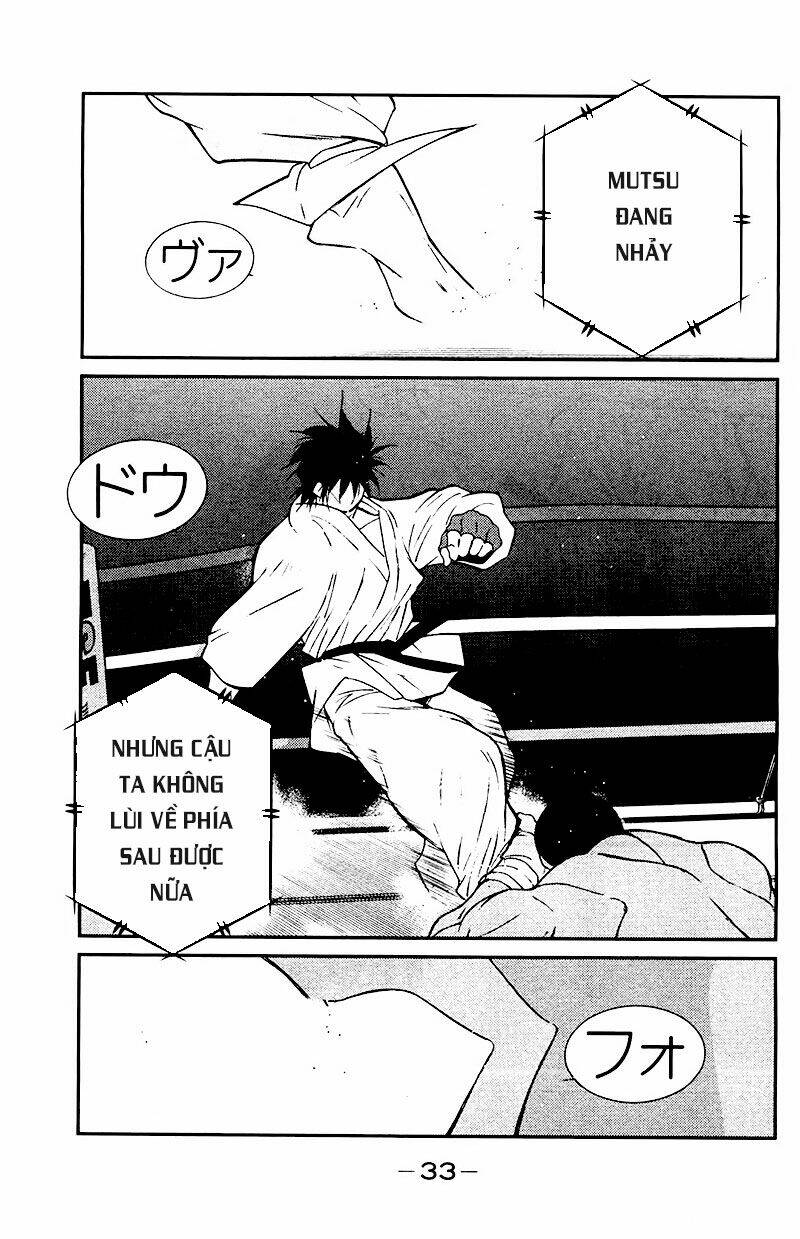 MUTSU
ĐANG
NHẢY
ヴァ
ドウ
NHƯNG CẬU
TA KHÔNG
LÙI VỀ PHÍA
SAU ĐƯỢC
NỮA
フォ
-33-